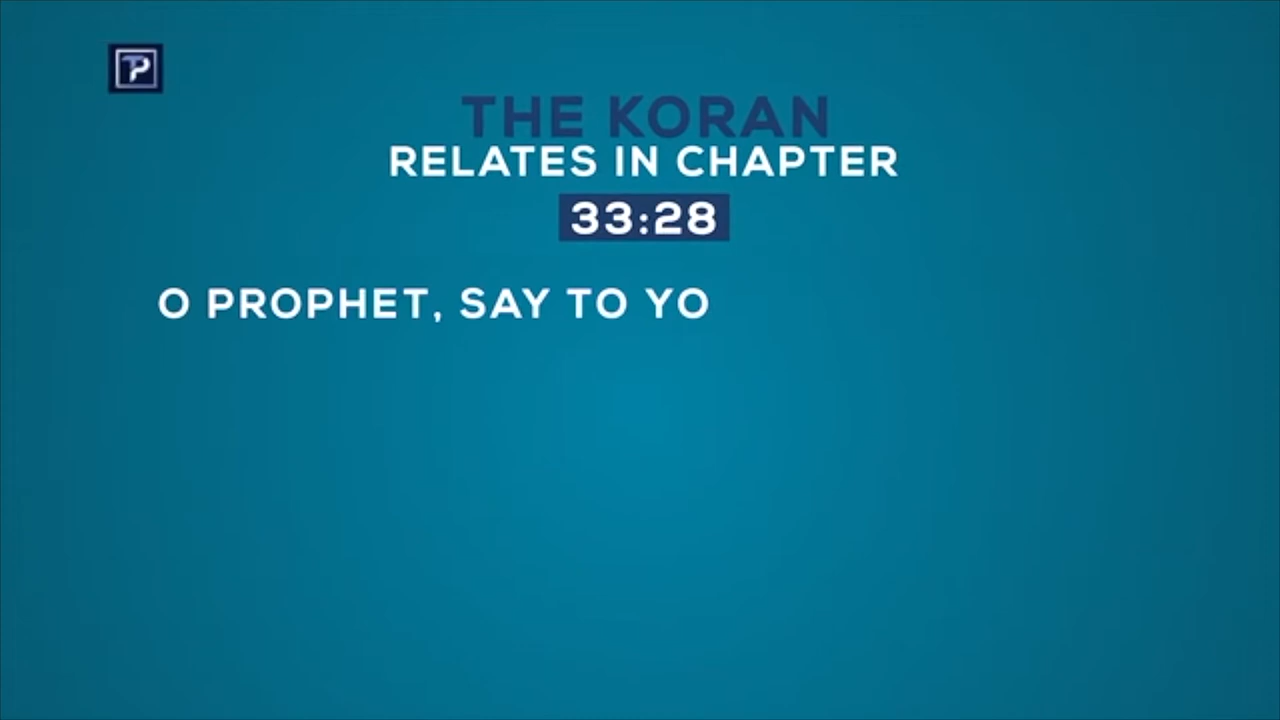 THE KORAN
RELATES IN CHAPTER
33:28
O PROPHET, SAY TO YO